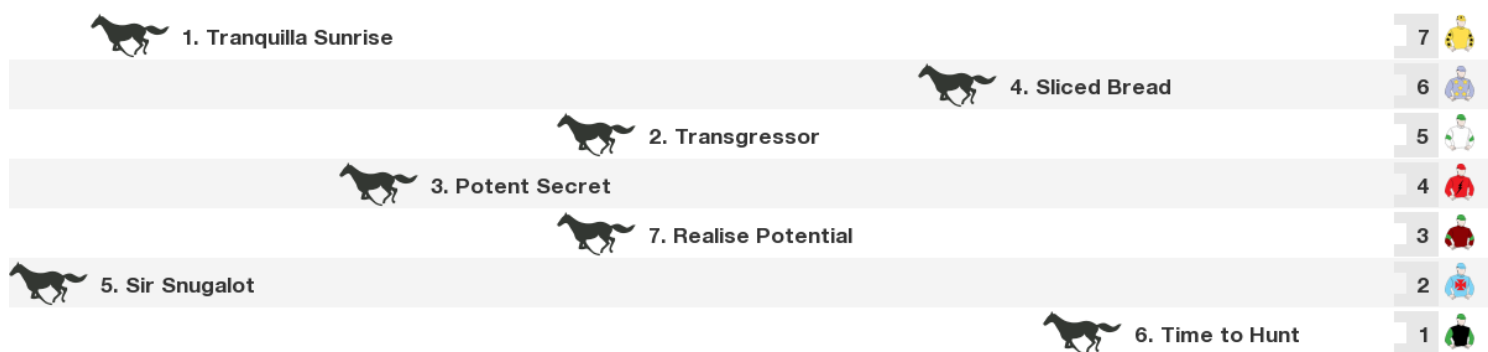 1. Tranquilla Sunrise 7
4. Sliced Bread 6
2. Transgressor 5
3. Potent Secret 4
7. Realise Potential 3
5. Sir Snugalot 2
6. Time to Hunt 1